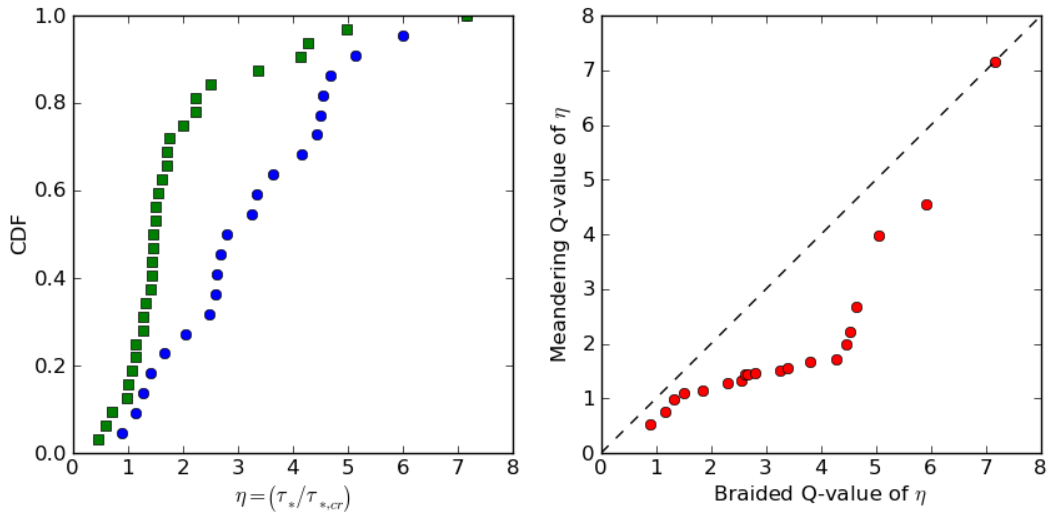 1.0
0.8
0.6
0.4
0.2
0.0
CDF
0 1 2 3 4 5 6 7 8
η=(τ*/τ*,cr)
8
7
6
5
4
3
2
1
0
Meandering Q-value of η
0 1 2 3 4 5 6 7 8
Braided Q-value of η